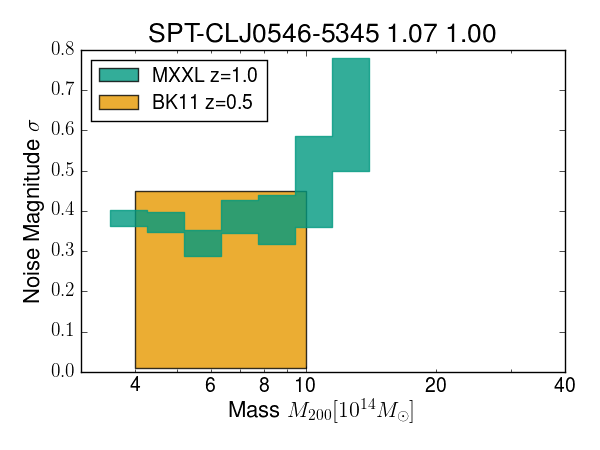 SPT-CLJ0546-5345 1.07 1.00
MXXL z=1.0
BK11 z=0.5
Noise Magnitude σ
0.8
0.7
0.6
0.5
0.4
0.3
0.2
0.1
0.0
4 6 8 10 20 40
Mass M₂₀₀[10¹⁴M☉]